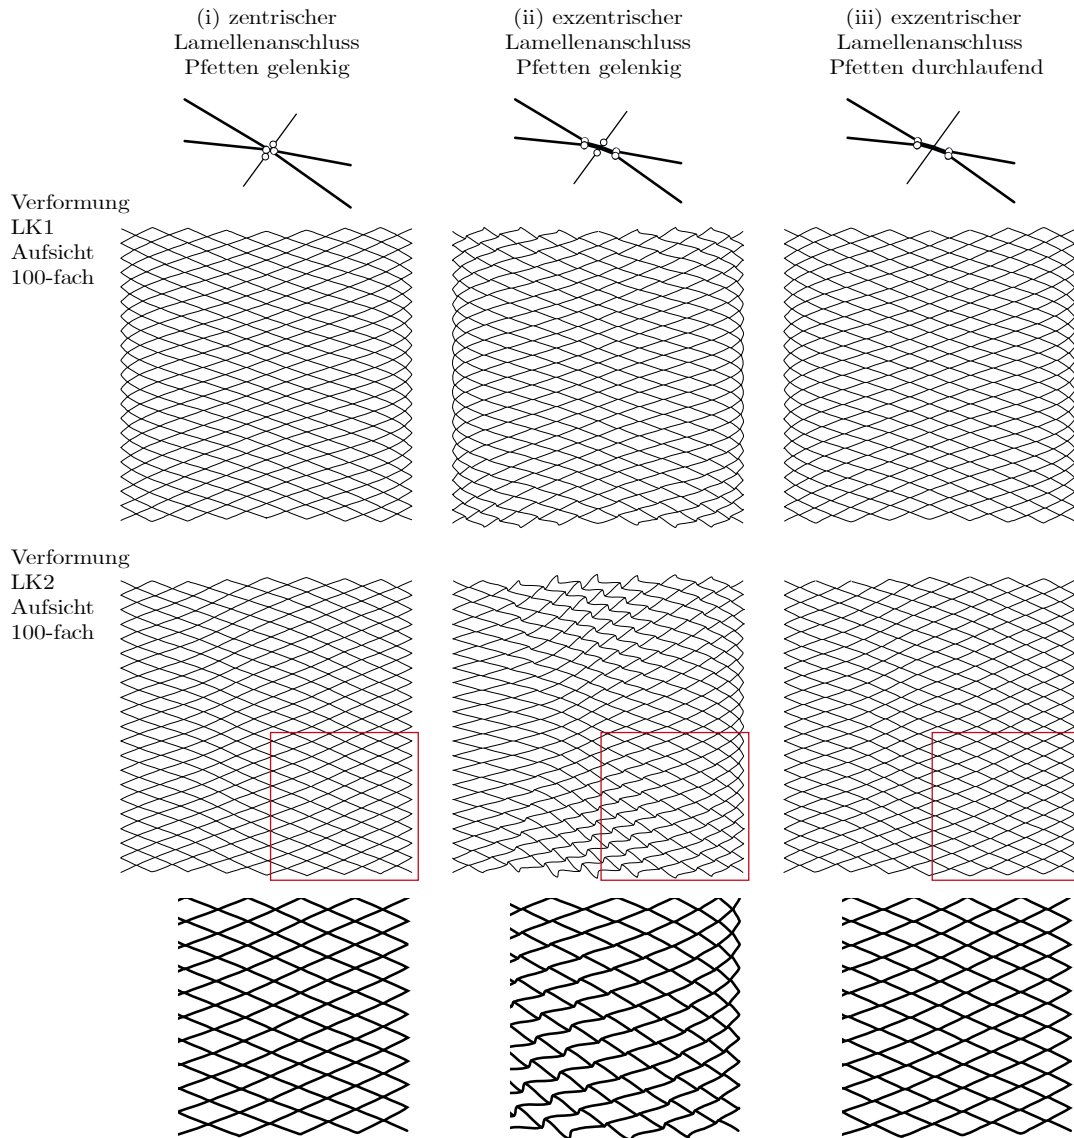 (i) zentrischer
Lamellenanschluss
Pfetten gelenkig
(ii) exzentrischer
Lamellenanschluss
Pfetten gelenkig
(iii) exzentrischer
Lamellenanschluss
Pfetten durchlaufend
Verformung
LK1
Aufsicht
100-fach
Verformung
LK2
Aufsicht
100-fach